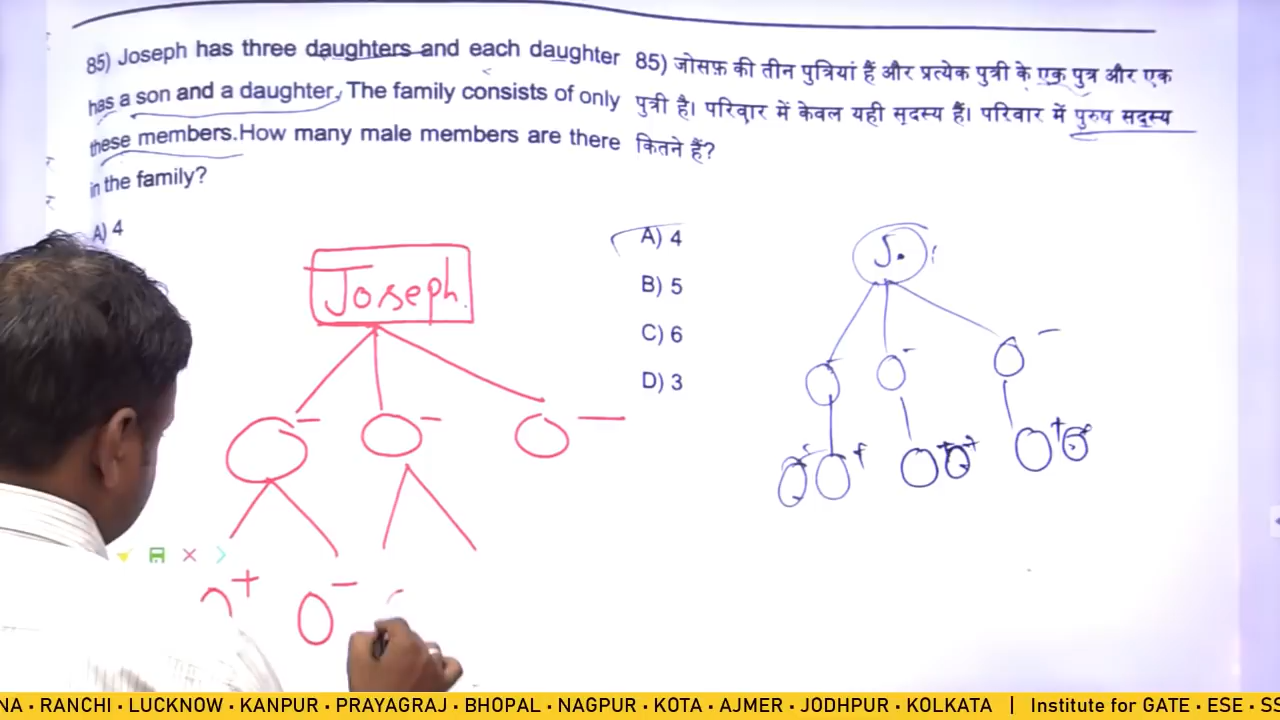 85) Joseph has three daughters and each daughter
has a son and a daughter. The family consists of only
these members.How many male members are there
in the family?
A) 4
85) जोसफ़ की तीन पुत्रियां हैं और प्रत्येक पुत्री के एक पुत्र और एक
पुत्री है। परिवार में केवल यही सदस्य हैं। परिवार में पुरुष सदस्य
कितने हैं?
A) 4
B) 5
C) 6
D) 3
Joseph
J.
NA • RANCHI • LUCKNOW • KANPUR • PRAYAGRAJ • BHOPAL • NAGPUR • KOTA • AJMER • JODHPUR • KOLKATA | Institute for GATE • ESE • SS